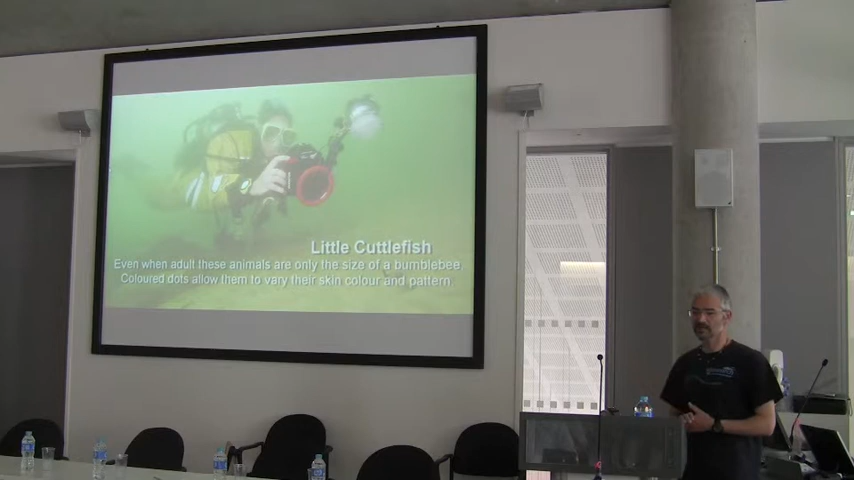 Little Cuttlefish
Even when adult these animals are only the size of a bumblebee
Coloured dots allow them to vary their skin colour and pattern